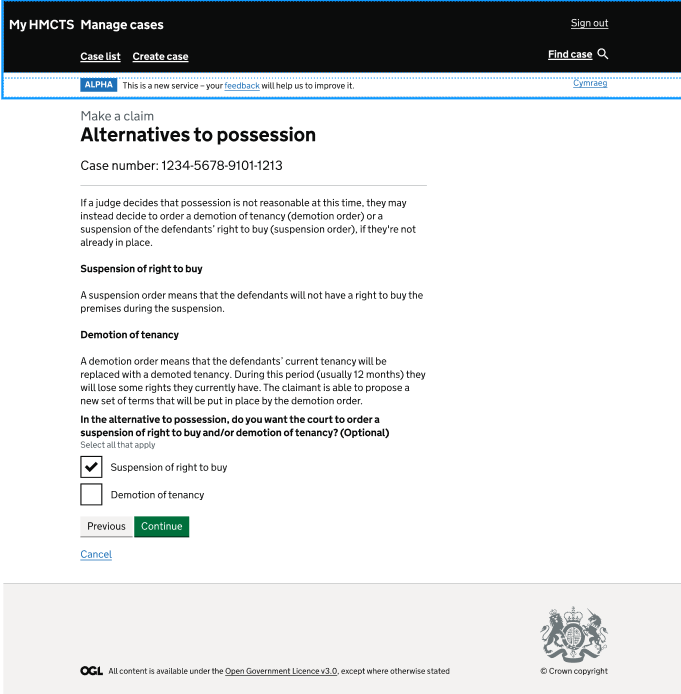 My HMCTS Manage cases
Sign out
Case list Create case
Find case
ALPHA This is a new service – your feedback will help us to improve it.
Cymraeg
Make a claim
Alternatives to possession
Case number: 1234-5678-9101-1213
If a judge decides that possession is not reasonable at this time, they may
instead decide to order a demotion of tenancy (demotion order) or a
suspension of the defendants' right to buy (suspension order), if they're not
already in place.
Suspension of right to buy
A suspension order means that the defendants will not have a right to buy the
premises during the suspension.
Demotion of tenancy
A demotion order means that the defendants' current tenancy will be
replaced with a demoted tenancy. During this period (usually 12 months) they
will lose some rights they currently have. The claimant is able to propose a
new set of terms that will be put in place by the demotion order.
In the alternative to possession, do you want the court to order a
suspension of right to buy and/or demotion of tenancy? (Optional)
Select all that apply
Suspension of right to buy
Demotion of tenancy
Previous Continue
Cancel
OGL All content is available under the Open Government Licence v3.0, except where otherwise stated
© Crown copyright